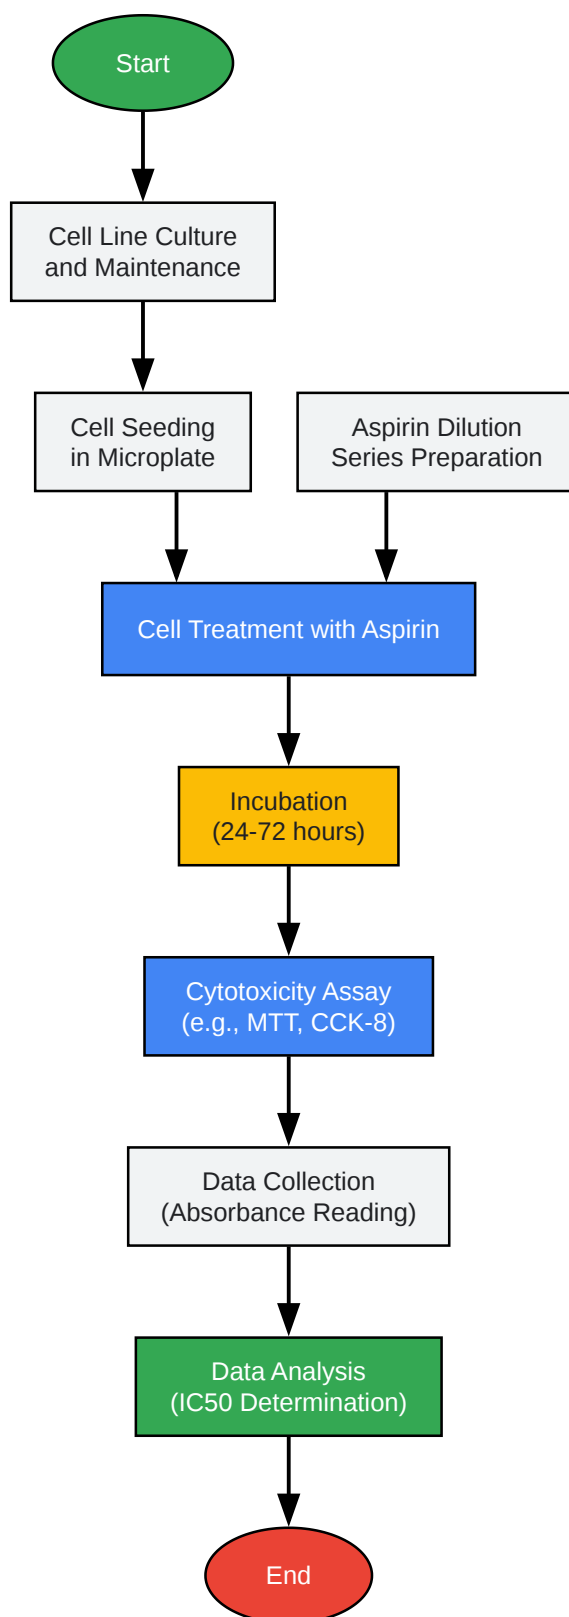 Start
Cell Line Culture
and Maintenance
Cell Seeding
in Microplate
Aspirin Dilution
Series Preparation
Cell Treatment with Aspirin
Incubation
(24-72 hours)
Cytotoxicity Assay
(e.g., MTT, CCK-8)
Data Collection
(Absorbance Reading)
Data Analysis
(IC50 Determination)
End